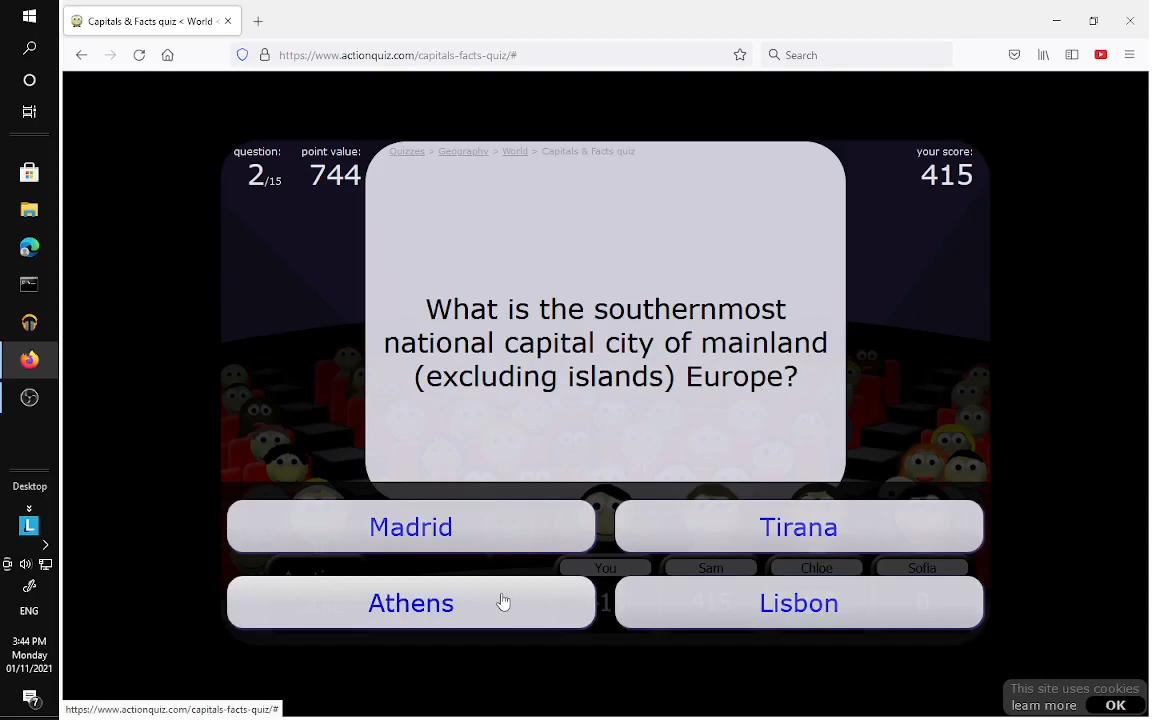 Capitals & Facts quiz < World <
https://www.actionquiz.com/capitals-facts-quiz/#
Search
question:
2/15
point value:
744
Quizzes > Geography > World > Capitals & Facts quiz
your score:
415
What is the southernmost
national capital city of mainland
(excluding islands) Europe?
Madrid
Tirana
You
Sam
Chloe
Sofia
Athens
Lisbon
Desktop
L
ENG
3:44 PM
Monday
01/11/2021
7
https://www.actionquiz.com/capitals-facts-quiz/#
This site uses cookies
learn more
OK